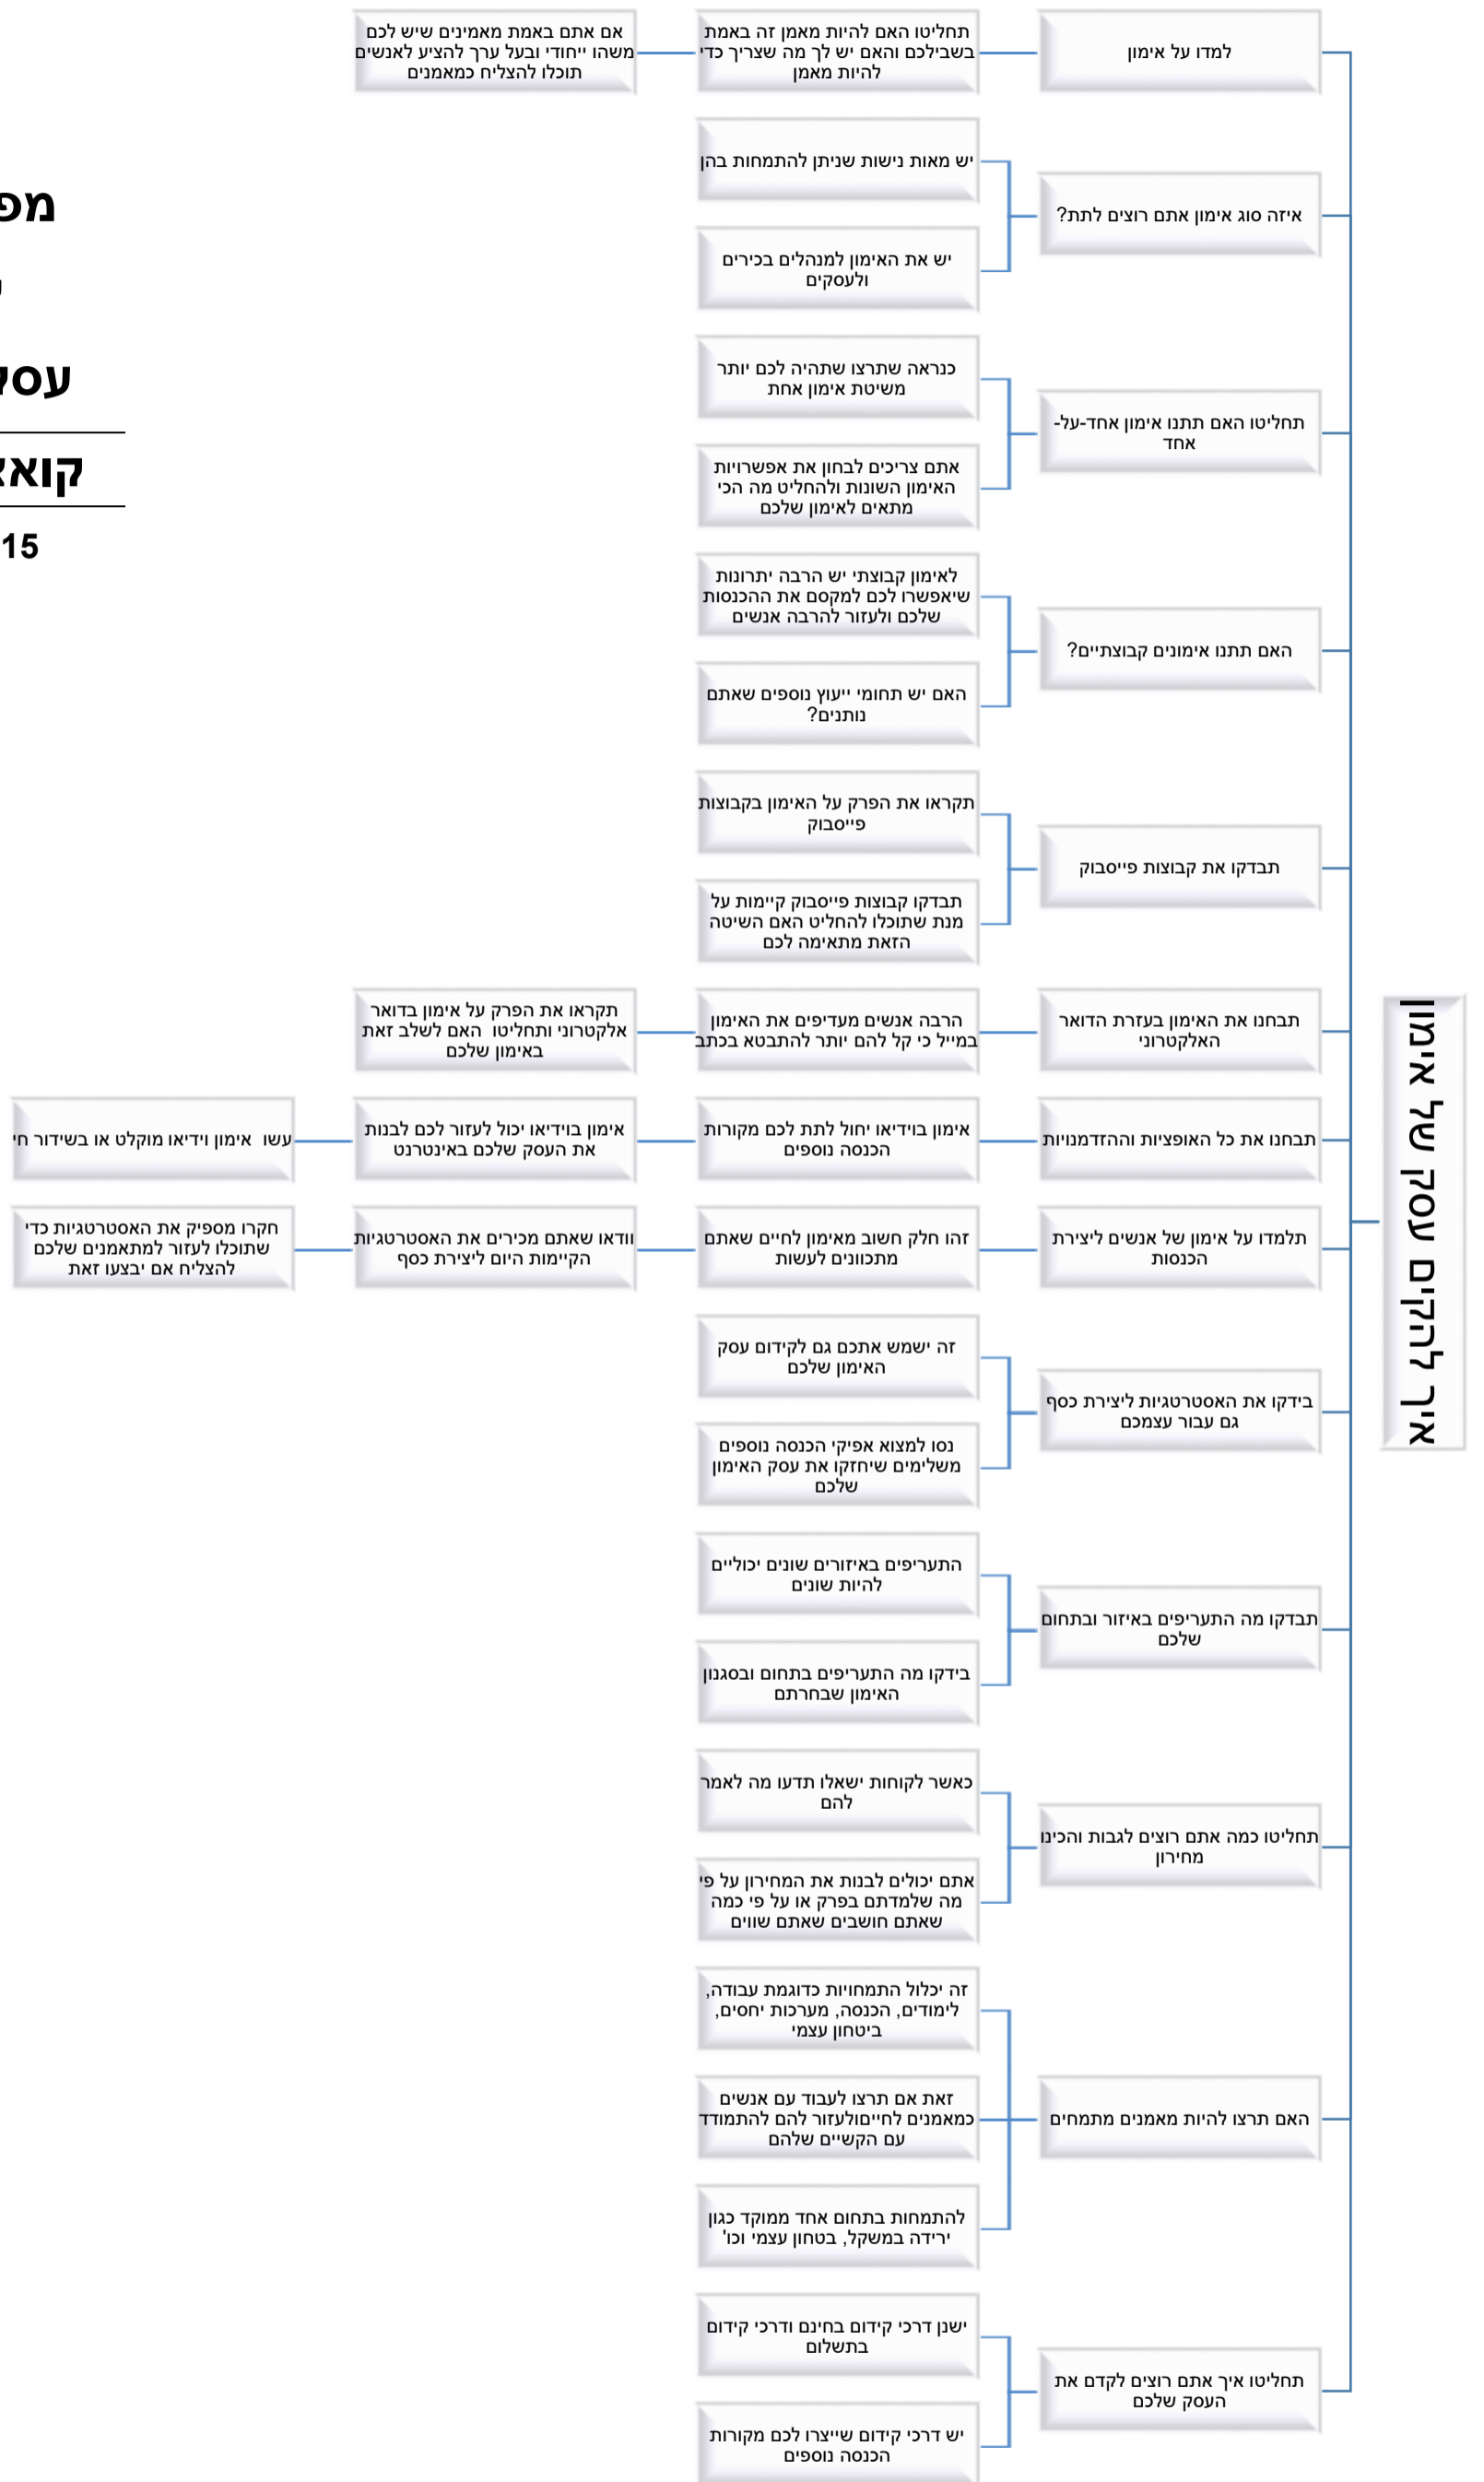 איך להקים עסק של אימון
למדו על אימון
תחליטו האם להיות מאמן זה באמת
בשבילכם והאם יש לך מה שצריך כדי
להיות מאמן
אם אתם באמת מאמינים שיש לכם
משהו ייחודי ובעל ערך להציע לאנשים
תוכלו להצליח כמאמנים
איזה סוג אימון אתם רוצים לתת?
יש מאות נישות שניתן להתמחות בהן
יש את האימון למנהלים בכירים
ולעסקים
תחליטו האם תתנו אימון אחד-על-
אחד
כנראה שתרצו שתהיה לכם יותר
משיטת אימון אחת
אתם צריכים לבחון את אפשרויות
האימון השונות ולהחליט מה הכי
מתאים לאימון שלכם
האם תתנו אימונים קבוצתיים?
לאימון קבוצתי יש הרבה יתרונות
שיאפשרו לכם למקסם את ההכנסות
שלכם ולעזור להרבה אנשים
האם יש תחומי ייעוץ נוספים שאתם
נותנים?
תבדקו את קבוצות פייסבוק
תקראו את הפרק על האימון בקבוצות
פייסבוק
תבדקו קבוצות פייסבוק קיימות על
מנת שתוכלו להחליט האם השיטה
הזאת מתאימה לכם
תבחנו את האימון בעזרת הדואר
האלקטרוני
הרבה אנשים מעדיפים את האימון
במייל כי קל להם יותר להתבטא בכתב
תקראו את הפרק על אימון בדואר
אלקטרוני ותחליטו  האם לשלב זאת
באימון שלכם
תבחנו את כל האופציות וההזדמנויות
אימון בוידיאו יחול לתת לכם מקורות
הכנסה נוספים
אימון בוידיאו יכול לעזור לכם לבנות
את העסק שלכם באינטרנט
עשו  אימון וידיאו מוקלט או בשידור חי
תלמדו על אימון של אנשים ליצירת
הכנסות
זהו חלק חשוב מאימון לחיים שאתם
מתכוונים לעשות
וודאו שאתם מכירים את האסטרטגיות
הקיימות היום ליצירת כסף
חקרו מספיק את האסטרטגיות כדי
שתוכלו לעזור למתאמנים שלכם
להצליח אם יבצעו זאת
בידקו את האסטרטגיות ליצירת כסף
גם עבור עצמכם
זה ישמש אתכם גם לקידום עסק
האימון שלכם
נסו למצוא אפיקי הכנסה נוספים
משלימים שיחזקו את עסק האימון
שלכם
תבדקו מה התעריפים באיזור ובתחום
שלכם
התעריפים באיזורים שונים יכוליים
להיות שונים
בידקו מה התעריפים בתחום ובסגנון
האימון שבחרתם
תחליטו כמה אתם רוצים לגבות והכינו
מחירון
כאשר לקוחות ישאלו תדעו מה לאמר
להם
אתם יכולים לבנות את המחירון על פי
מה שלמדתם בפרק או על פי כמה
שאתם חושבים שאתם שווים
האם תרצו להיות מאמנים מתמחים
זה יכלול התמחויות כדוגמת עבודה,
לימודים, הכנסה, מערכות יחסים,
ביטחון עצמי
זאת אם תרצו לעבוד עם אנשים
כמאמנים לחייםולעזור להם להתמודד
עם הקשיים שלהם
להתמחות בתחום אחד ממוקד כגון
ירידה במשקל, בטחון עצמי וכו'
תחליטו איך אתם רוצים לקדם את
העסק שלכם
ישנן דרכי קידום בחינם ודרכי קידום
בתשלום
יש דרכי קידום שייצרו לכם מקורות
הכנסה נוספים
15